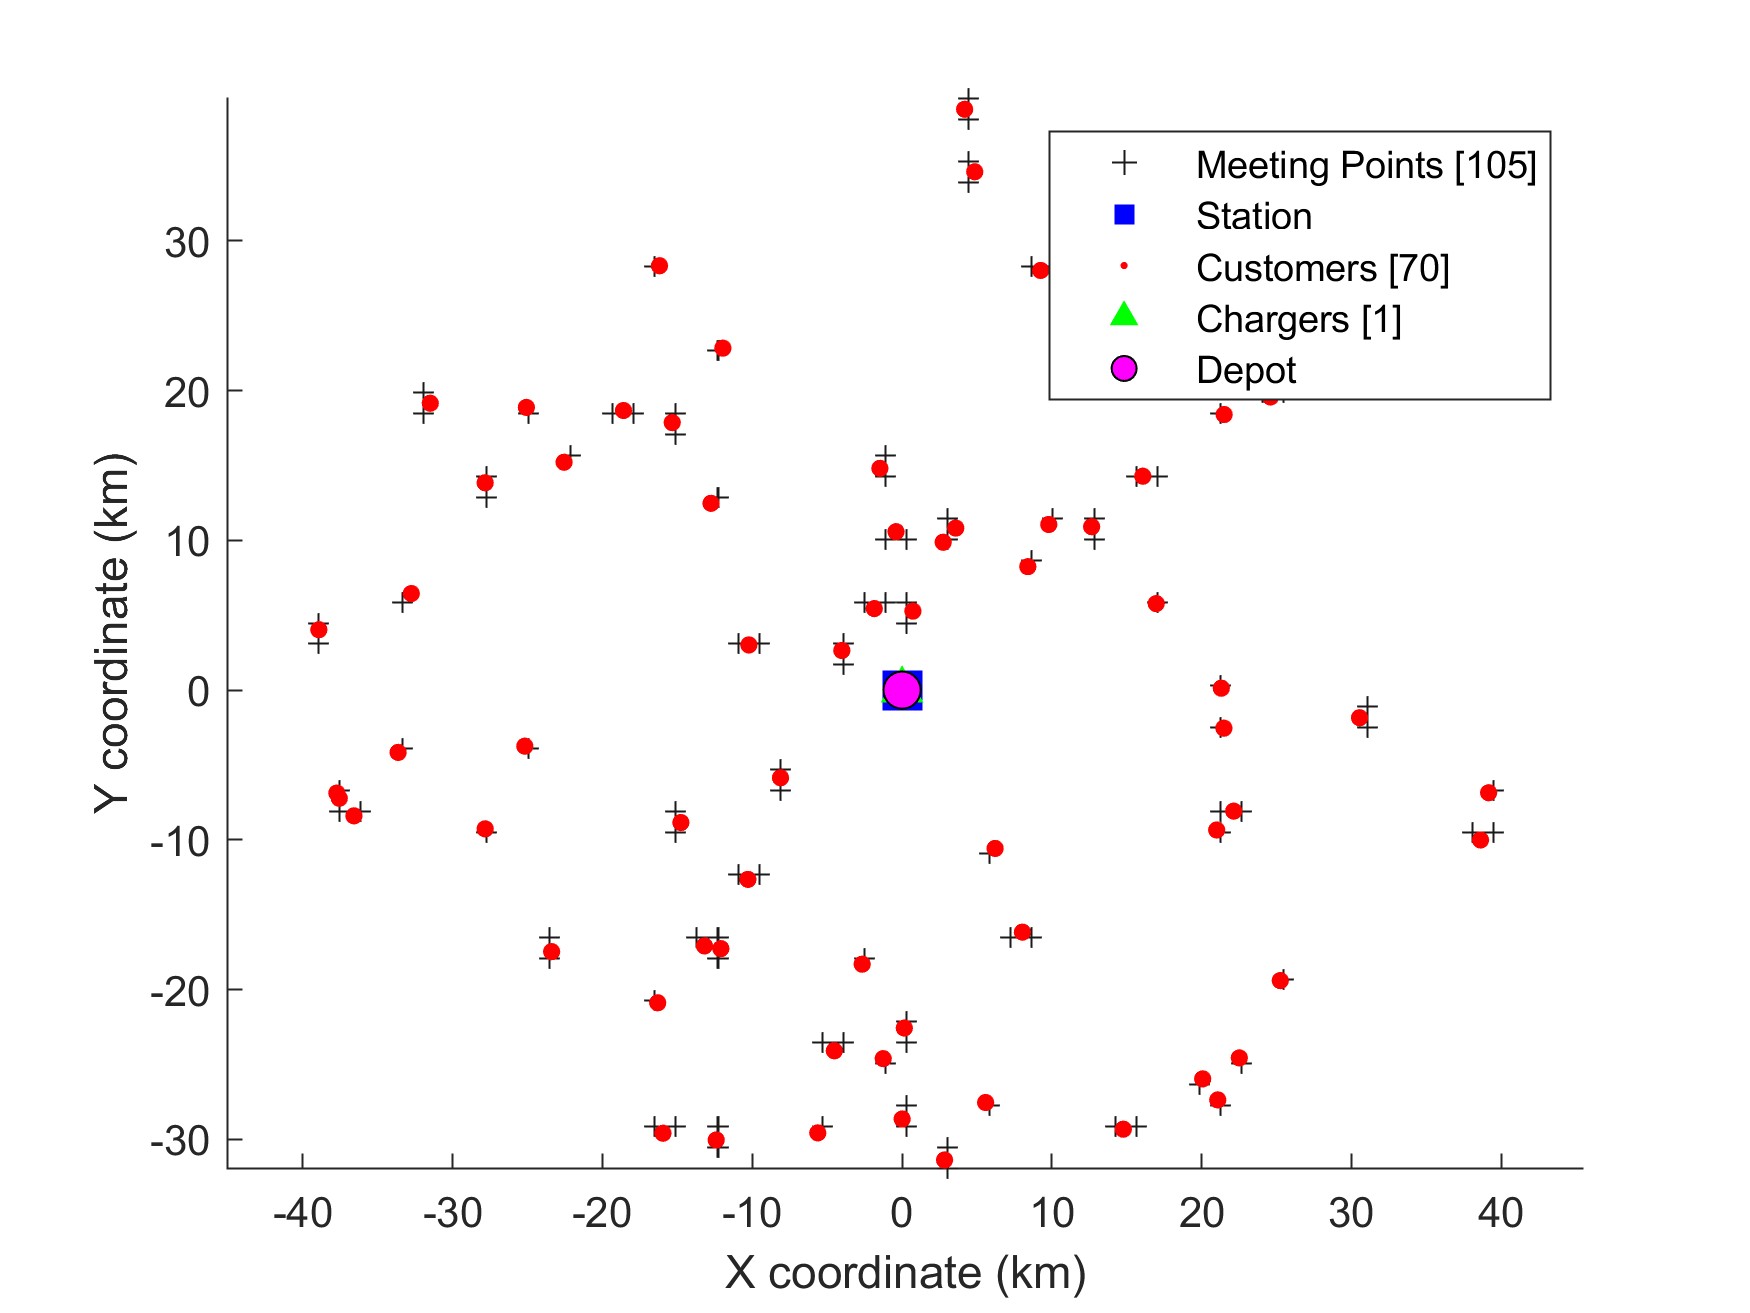 Meeting Points [105]
Station
Customers [70]
Chargers [1]
Depot
30
20
10
0
-10
-20
-30
Y coordinate (km)
-40 -30 -20 -10 0 10 20 30 40
X coordinate (km)